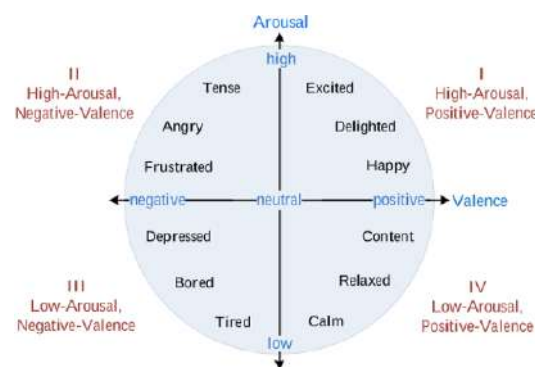 Arousal
high
II
High-Arousal,
Negative-Valence
I
High-Arousal,
Positive-Valence
Tense
Excited
Angry
Delighted
Frustrated
Happy
negative
neutral
positive
Valence
Depressed
Content
Bored
Relaxed
Tired
Calm
III
Low-Arousal,
Negative-Valence
IV
Low-Arousal,
Positive-Valence
low